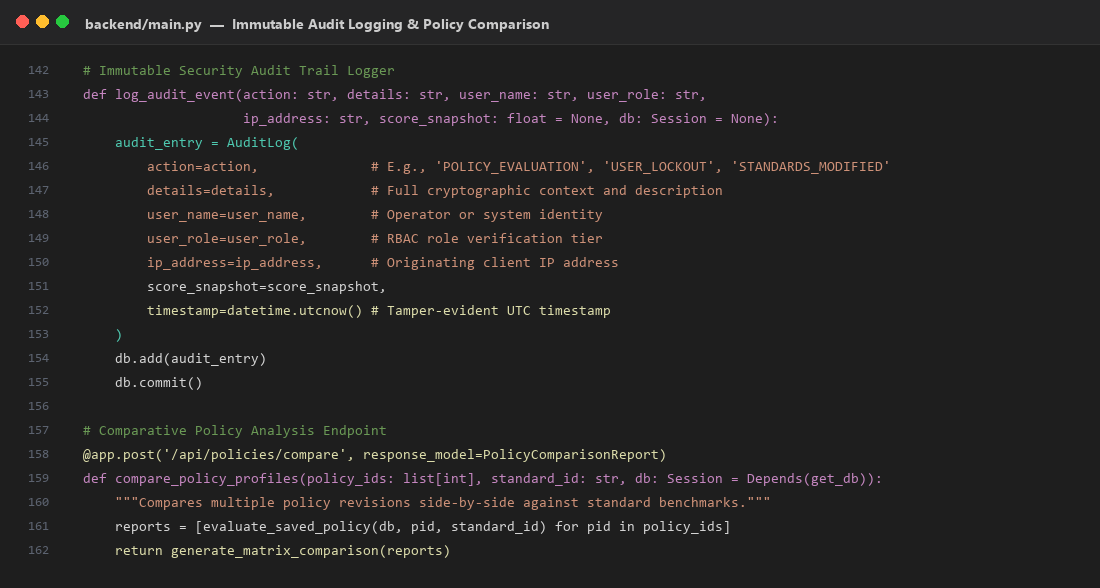 backend/main.py — Immutable Audit Logging & Policy Comparison
142 # Immutable Security Audit Trail Logger
143 def log_audit_event(action: str, details: str, user_name: str, user_role: str,
144                     ip_address: str, score_snapshot: float = None, db: Session = None):
145     audit_entry = AuditLog(
146         action=action,              # E.g., 'POLICY_EVALUATION', 'USER_LOCKOUT', 'STANDARDS_MODIFIED'
147         details=details,            # Full cryptographic context and description
148         user_name=user_name,        # Operator or system identity
149         user_role=user_role,        # RBAC role verification tier
150         ip_address=ip_address,      # Originating client IP address
151         score_snapshot=score_snapshot,
152         timestamp=datetime.utcnow() # Tamper-evident UTC timestamp
153     )
154     db.add(audit_entry)
155     db.commit()
156
157 # Comparative Policy Analysis Endpoint
158 @app.post('/api/policies/compare', response_model=PolicyComparisonReport)
159 def compare_policy_profiles(policy_ids: list[int], standard_id: str, db: Session = Depends(get_db)):
160     """Compares multiple policy revisions side-by-side against standard benchmarks."""
161     reports = [evaluate_saved_policy(db, pid, standard_id) for pid in policy_ids]
162     return generate_matrix_comparison(reports)